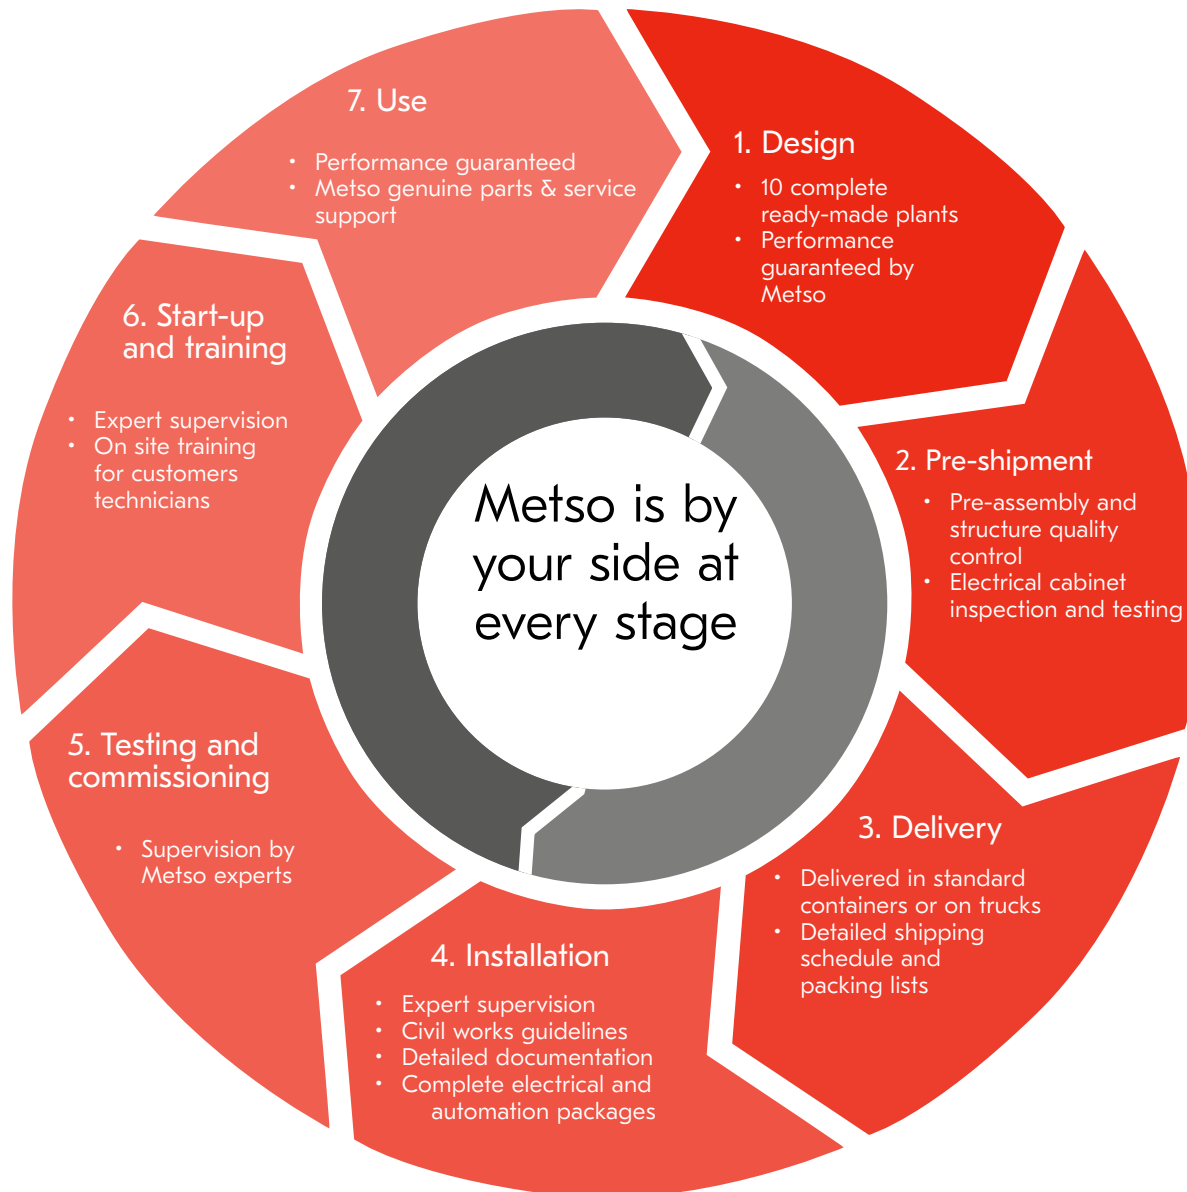 Metso is by
your side at
every stage
1. Design
• 10 complete
ready-made plants
• Performance
guaranteed by
Metso
2. Pre-shipment
• Pre-assembly and
structure quality
control
• Electrical cabinet
inspection and testing
3. Delivery
• Delivered in standard
containers or on trucks
• Detailed shipping
schedule and
packing lists
4. Installation
• Expert supervision
• Civil works guidelines
• Detailed documentation
• Complete electrical and
automation packages
5. Testing and
commissioning
• Supervision by
Metso experts
6. Start-up
and training
• Expert supervision
• On site training
for customers
technicians
7. Use
• Performance guaranteed
• Metso genuine parts & service
support